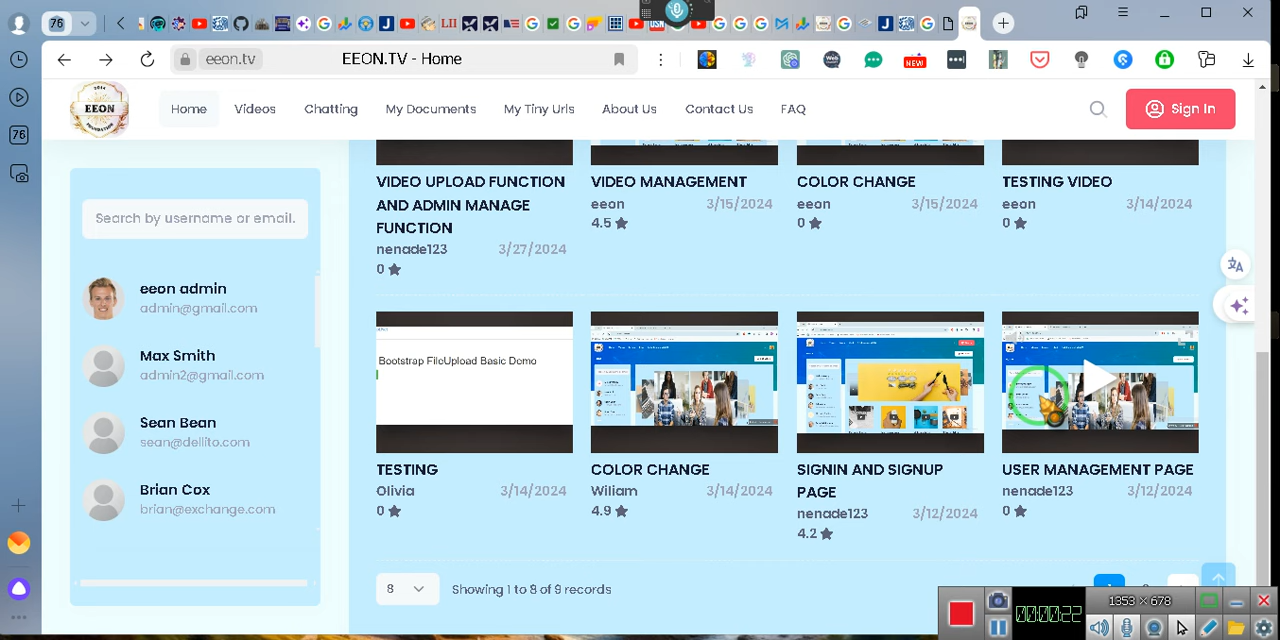 76
eeon.tv
EEON.TV - Home
NEW
76
2014
EEON
FOUNDATION
Home
Videos
Chatting
My Documents
My Tiny Urls
About Us
Contact Us
FAQ
Sign In
Search by username or email.
eeon admin
admin@gmail.com
Max Smith
admin2@gmail.com
Sean Bean
sean@dellito.com
Brian Cox
brian@exchange.com
VIDEO UPLOAD FUNCTION
AND ADMIN MANAGE
FUNCTION
nenade123 3/27/2024
0
VIDEO MANAGEMENT
eeon 3/15/2024
4.5
COLOR CHANGE
eeon 3/15/2024
0
TESTING VIDEO
eeon 3/14/2024
0
Bootstrap FileUpload Basic Demo
TESTING
Olivia 3/14/2024
0
COLOR CHANGE
Wiliam 3/14/2024
4.9
SIGNIN AND SIGNUP
PAGE
nenade123 3/12/2024
4.2
USER MANAGEMENT PAGE
nenade123 3/12/2024
0
8
Showing 1 to 8 of 9 records
00:00:22
1353 × 678